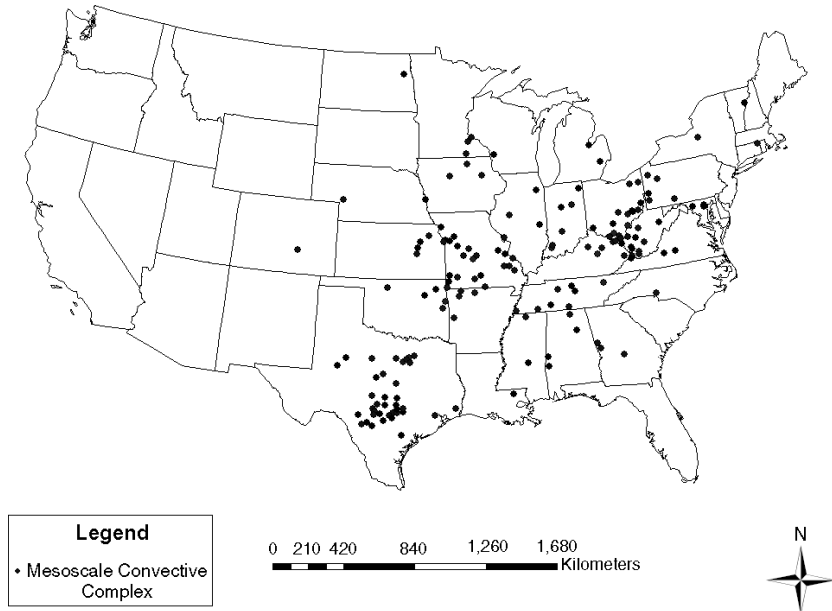 Legend
• Mesoscale Convective
Complex
0 210 420 840 1,260 1,680
Kilometers
N